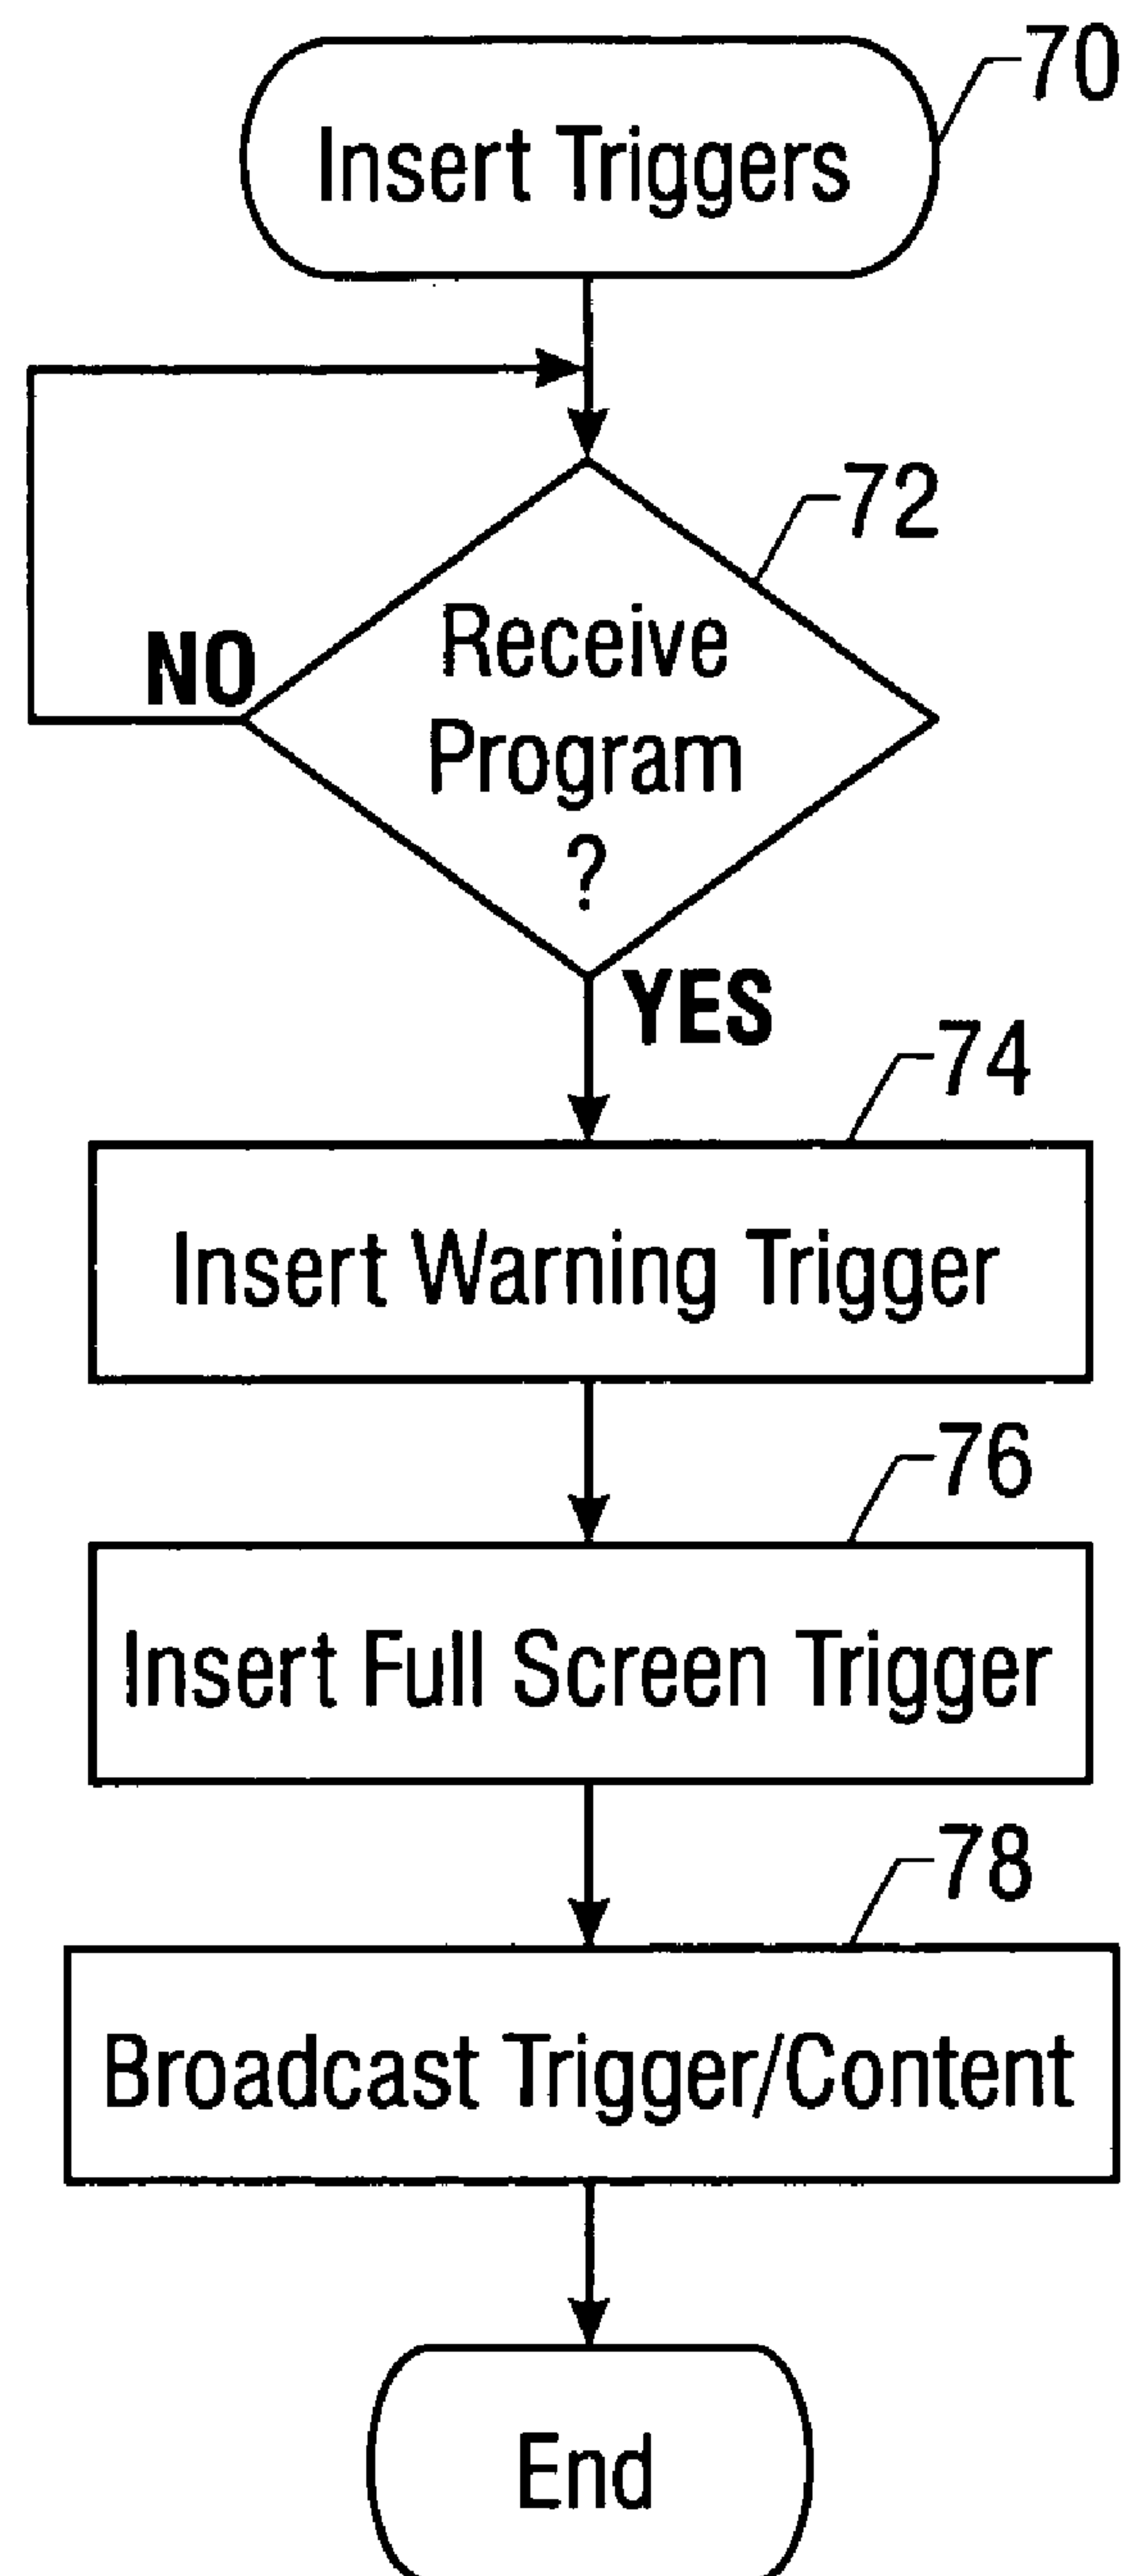 70
Insert Triggers
72
Receive
Program
?
NO
YES
74
Insert Warning Trigger
76
Insert Full Screen Trigger
78
Broadcast Trigger/Content
End